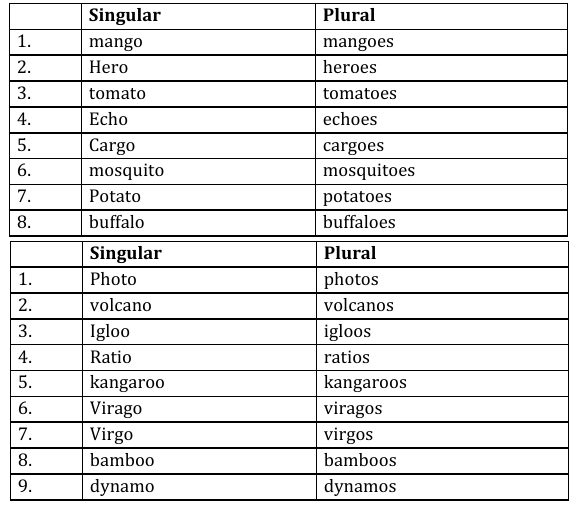 Singular Plural
1. mango mangoes
2. Hero heroes
3. tomato tomatoes
4. Echo echoes
5. Cargo cargoes
6. mosquito mosquitoes
7. Potato potatoes
8. buffalo buffaloes
Singular Plural
1. Photo photos
2. volcano volcanos
3. Igloo igloos
4. Ratio ratios
5. kangaroo kangaroos
6. Virago viragos
7. Virgo virgos
8. bamboo bamboos
9. dynamo dynamos